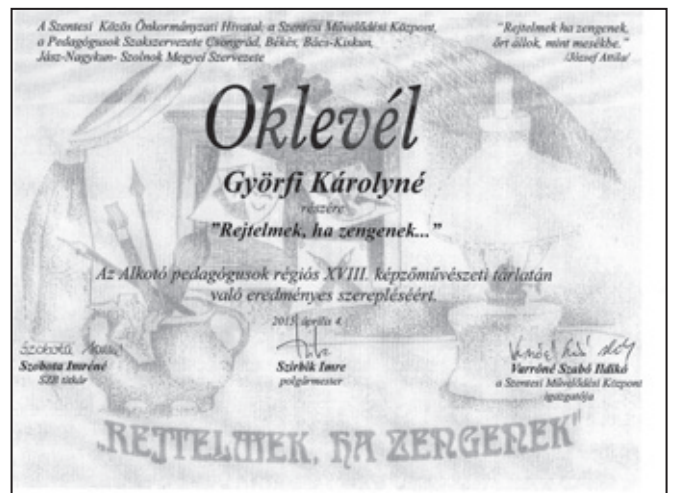 A Szentesi Közös Önkormányzati Hivatal, a Szentesi Művelődési Központ,
a Pedagógusok Szakszervezete Csongrád, Békés, Bács-Kiskun,
Jász-Nagykun- Szolnok Megyei Szervezete
"Rejtelmek ha zengenek,
őrt állok, mint mesékbe."
/József Attila/
Oklevél
Györfi Károlyné
részére
"Rejtelmek, ha zengenek..."
Az Alkotó pedagógusok régiós XVIII. képzőművészeti tárlatán
való eredményes szerepléséért.
2015. április 4.
Szobota Imréné
SZB titkár
Szirbik Imre
polgármester
Varróné Szabó Ildikó
a Szentesi Művelődési Központ
igazgatója
„REJTELMEK, HA ZENGENEK"